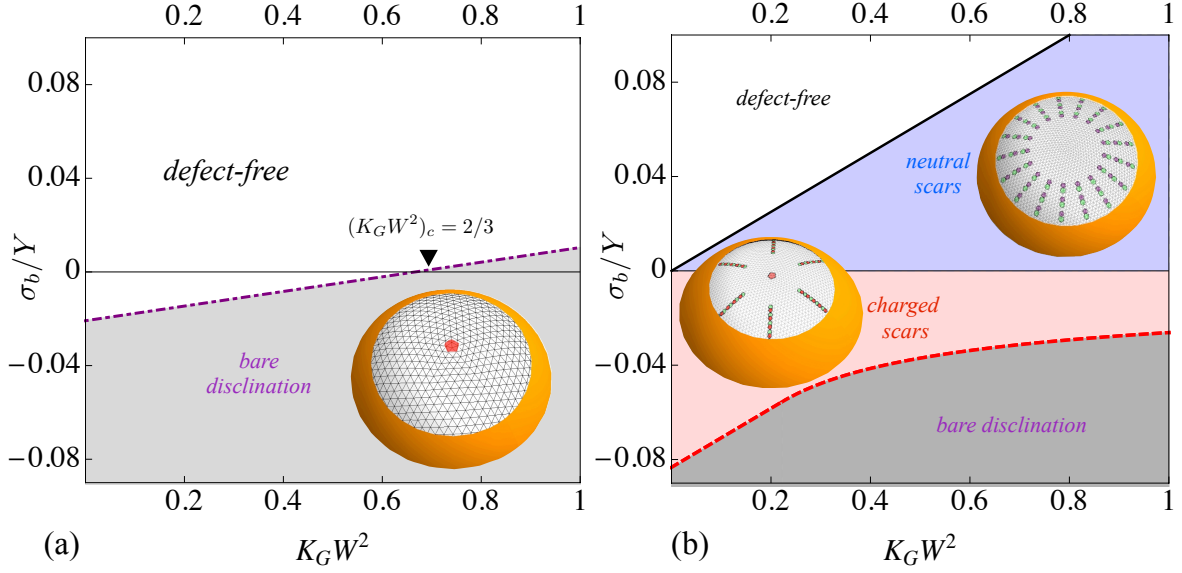 0.2 0.4 0.6 0.8 1
0.08
0.04
0
−0.04
−0.08
σ_b/Y
defect-free
(K_G W²)_c = 2/3
bare
disclination
0.2 0.4 0.6 0.8 1
(a)
K_G W²
0.2 0.4 0.6 0.8 1
0.08
0.04
0
−0.04
−0.08
σ_b/Y
defect-free
neutral
scars
charged
scars
bare disclination
0.2 0.4 0.6 0.8 1
(b)
K_G W²